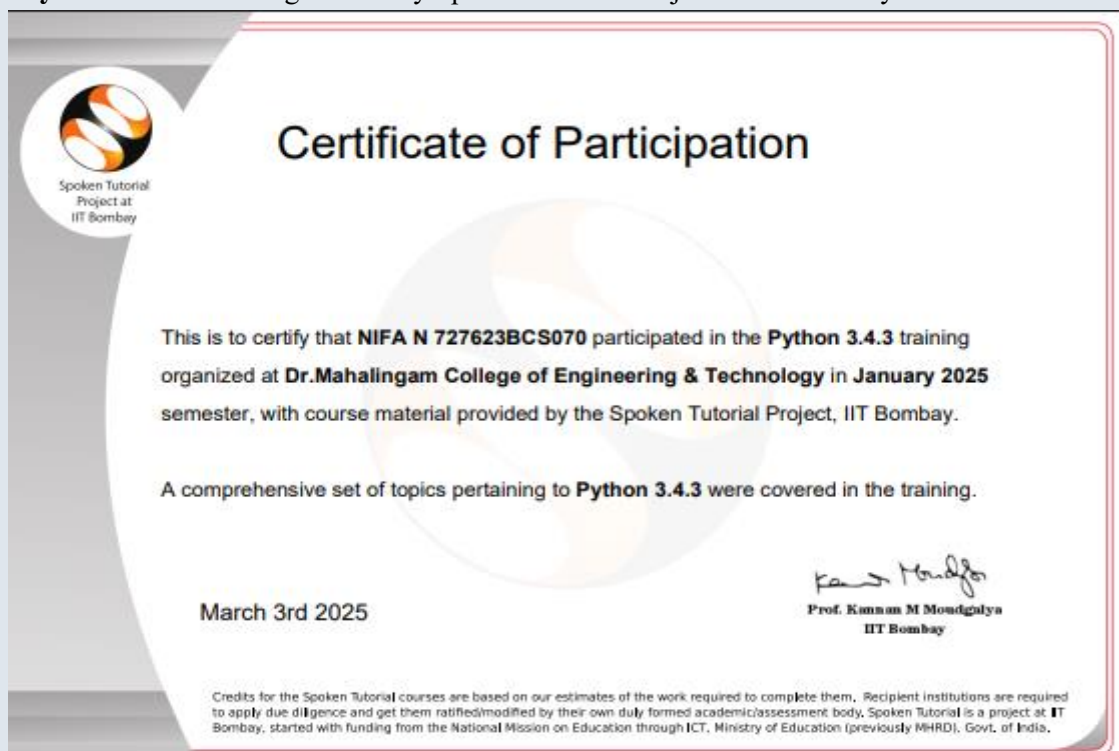 Spoken Tutorial
Project at
IIT Bombay
Certificate of Participation
This is to certify that NIFA N 727623BCS070 participated in the Python 3.4.3 training
organized at Dr.Mahalingam College of Engineering & Technology in January 2025
semester, with course material provided by the Spoken Tutorial Project, IIT Bombay.
A comprehensive set of topics pertaining to Python 3.4.3 were covered in the training.
March 3rd 2025
Prof. Kannan M Moudgalya
IIT Bombay
Credits for the Spoken Tutorial courses are based on our estimates of the work required to complete them. Recipient institutions are required
to apply due diligence and get them ratified/modified by their own duly formed academic/assessment body. Spoken Tutorial is a project at IIT
Bombay, started with funding from the National Mission on Education through ICT, Ministry of Education (previously MHRD), Govt. of India.